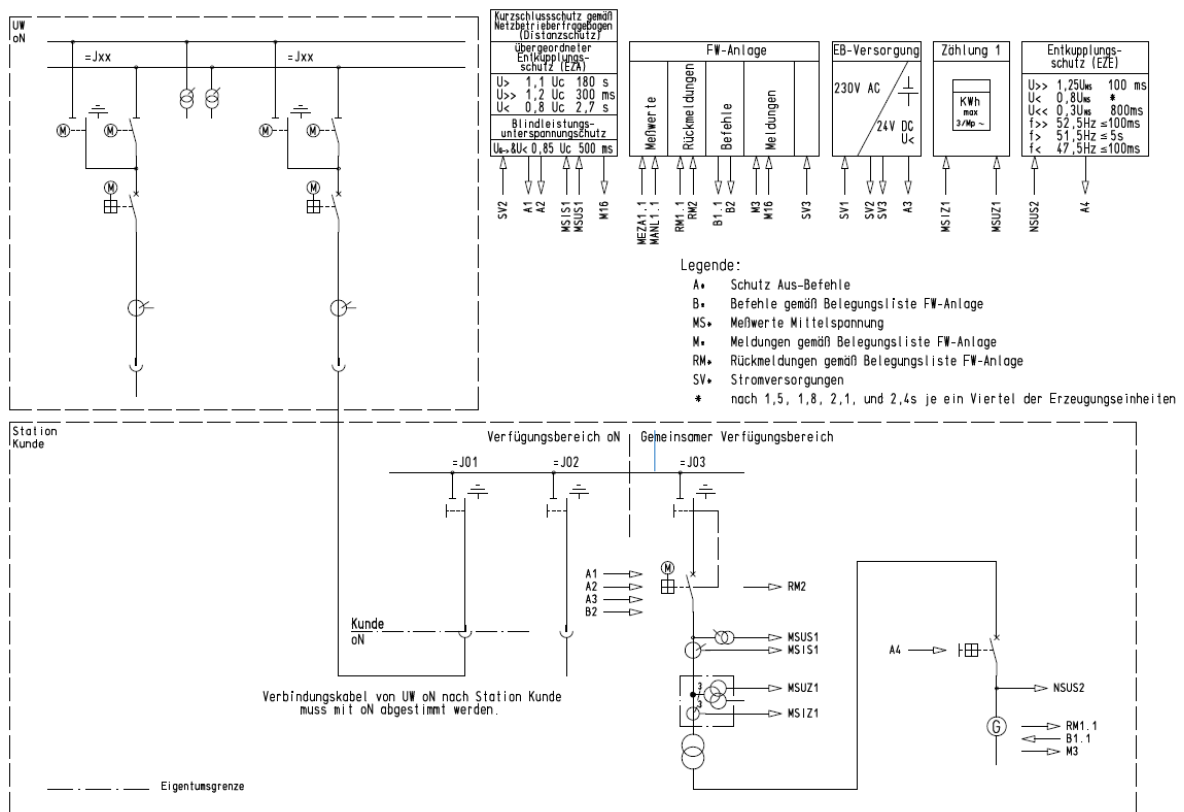 UW
oN
=Jxx
=Jxx
M
M
M
M
M
M
Kurzschlussschutz gemäß
Netzbetreiberfragebogen
(Distanzschutz)
übergeordneter
Entkupplungs-
schutz (EZA)
U> 1,1 Uc 180 s
U>> 1,2 Uc 300 ms
U< 0,8 Uc 2,7 s
Blindleistungs-
unterspannungschutz
&U< 0,85 Uc 500 ms
SV2
A1
A2
MSIS1
MSUS1
M16
FW-Anlage
Meßwerte
Rückmeldungen
Befehle
Meldungen
MEZA1.1
MANL1.1
RM1.1
RM2
B1.1
B2
M3
M16
SV3
EB-Versorgung
230V AC
24V DC
U<
SV1
SV2
SV3
A3
Zählung 1
KWh
max
3/Mp~
MSIZ1
MSUZ1
Entkupplungs-
schutz (EZE)
U>> 1,25UNS 100 ms
U< 0,8UNS *
U<< 0,3UNS 800ms
f>> 52,5Hz ≤100ms
f> 51,5Hz ≤5s
f< 47,5Hz ≤100ms
NSUS2
A4
Legende:
A* Schutz Aus-Befehle
B* Befehle gemäß Belegungsliste FW-Anlage
MS* Meßwerte Mittelspannung
M* Meldungen gemäß Belegungsliste FW-Anlage
RM* Rückmeldungen gemäß Belegungsliste FW-Anlage
SV* Stromversorgungen
* nach 1,5, 1,8, 2,1, und 2,4s je ein Viertel der Erzeugungseinheiten
Station
Kunde
Verfügungsbereich oN
Gemeinsamer Verfügungsbereich
=J01
=J02
=J03
A1
A2
A3
B2
M
RM2
Kunde
oN
MSUS1
MSIS1
3
MSUZ1
3
MSIZ1
A4
NSUS2
G
RM1.1
B1.1
M3
Verbindungskabel von UW oN nach Station Kunde
muss mit oN abgestimmt werden.
Eigentumsgrenze